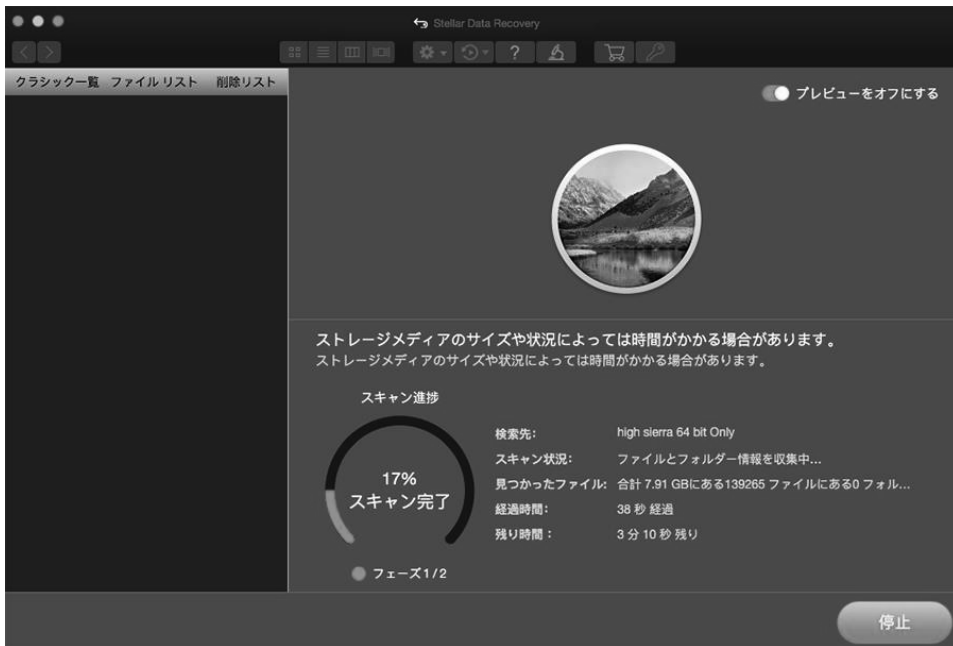 Stellar Data Recovery
クラシック一覧 ファイル リスト 削除リスト
プレビューをオフにする
ストレージメディアのサイズや状況によっては時間がかかる場合があります。
ストレージメディアのサイズや状況によっては時間がかかる場合があります。
スキャン進捗
17%
スキャン完了
フェーズ1/2
検索先: high sierra 64 bit Only
スキャン状況: ファイルとフォルダー情報を収集中...
見つかったファイル: 合計 7.91 GBにある139265 ファイルにある0 フォル...
経過時間: 38 秒 経過
残り時間: 3 分 10 秒 残り
停止